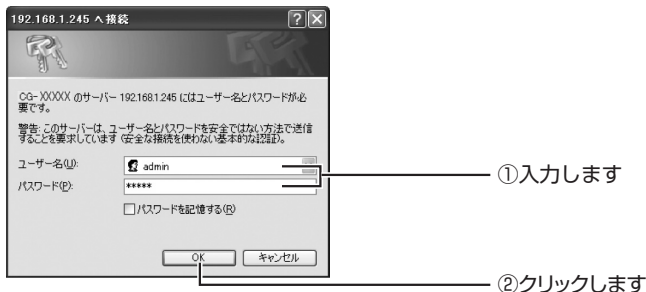 192.168.1.245 へ接続
CG-XXXXX のサーバー 192.168.1.245 にはユーザー名とパスワードが必
要です。
警告: このサーバーは、ユーザー名とパスワードを安全ではない方法で送信
することを要求しています (安全な接続を使わない基本的な認証)。
ユーザー名(U):
admin
パスワード(P):
*****
①入力します
パスワードを記憶する(R)
OK
キャンセル
②クリックします